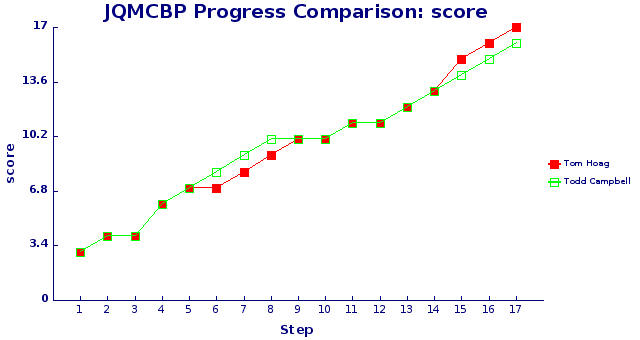 JQMCBP Progress Comparison: score
17
13.6
10.2
6.8
3.4
0
score
1 2 3 4 5 6 7 8 9 10 11 12 13 14 15 16 17
Step
Tom Hoag
Todd Campbell